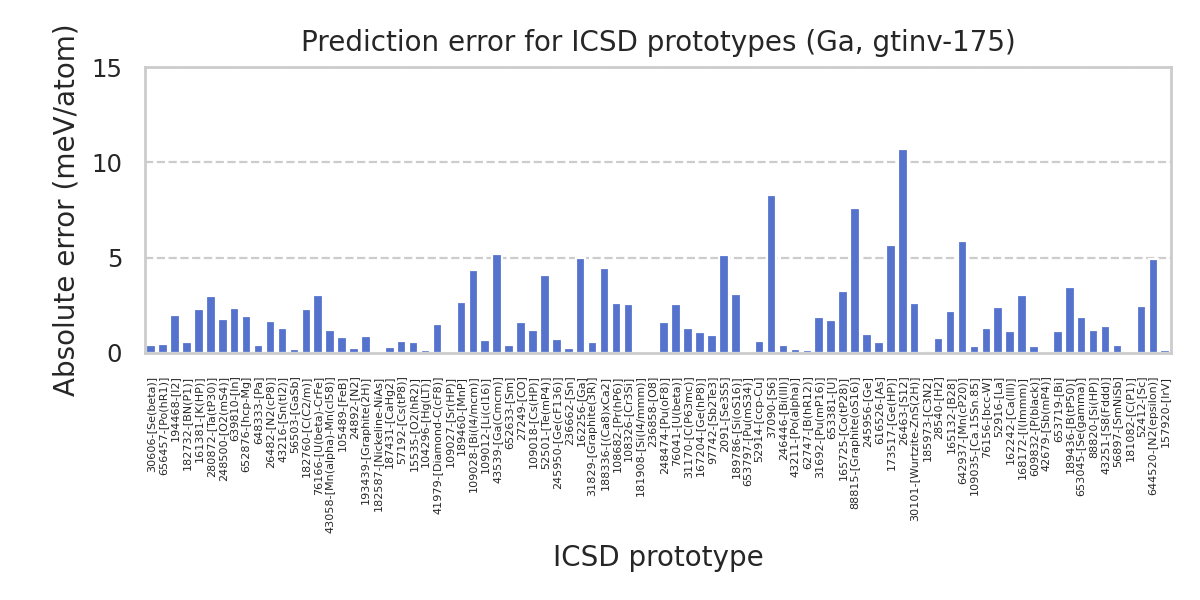 Prediction error for ICSD prototypes (Ga, gtinv-175)
Absolute error (meV/atom)
15
10
5
0
30606-[Se(beta)]
656457-[Po(hR1)]
194468-[I2]
182732-[BN(P1)]
161381-[K(HP)]
280872-[P(tP30)]
248500-[O2(mS4)]
639810-[In]
652876-[hcp-Mg]
648333-[Pa]
26482-[N2(cP8)]
43216-[Sn(tI2)]
5603-[GaSb]
182760-[C(C2/m)]
76166-[U(beta)-CrFe]
43058-[Mn(alpha)-Mn(cI58)]
105489-[FeB]
24892-[N2]
193439-[Graphite(2H)]
182587-[Nickeline-NiAs]
187431-[CaHg2]
57192-[Cs(tP8)]
15535-[O2(hR2)]
104296-[Hg(LT)]
41979-[Diamond-C(cF8)]
109027-[Sr(HP)]
189460-[MnP]
109028-[Bi(I4/mcm)]
109012-[Li(cI16)]
43539-[Ga(Cmcm)]
652633-[Sm]
27249-[CO]
109018-[Cs(HP)]
52501-[Te(mP4)]
245950-[Ge(cF136)]
236662-[Sn]
162256-[Ga]
31829-[Graphite(3R)]
188336-[(Ca8)xCa2]
108682-[Pr(hP6)]
108326-[Cr3Si]
181908-[Si(I4/mmm)]
236858-[O8]
248474-[Pu(oF8)]
76041-[U(beta)]
31170-[C(P63mc)]
167204-[Ge(hP8)]
97742-[Sb2Te3]
2091-[Se3S5]
189786-[Si(oS16)]
653797-[Pu(mS34)]
52914-[ccp-Cu]
37090-[S6]
246446-[Bi(III)]
43211-[Po(alpha)]
62747-[B(hR12)]
31692-[Pu(mP16)]
653381-[U]
165725-[Co(tP28)]
88815-[Graphite(oS16)]
245956-[Ge]
616526-[As]
173517-[Ge(HP)]
26463-[S12]
30101-[Wurtzite-ZnS(2H)]
185973-[C3N2]
28540-[H2]
165132-[B28]
642937-[Mn(cP20)]
109035-[Ca.15Sn.85]
76156-[bcc-W]
52916-[La]
162242-[Ca(III)]
168172-[I(Immm)]
609832-[P(black)]
42679-[Sb(mP4)]
653719-[Bi]
189436-[B(tP50)]
653045-[Se(gamma)]
88820-[Si(HP)]
43251-[S8(Fddd)]
56897-[SmNiSb]
181082-[C(P1)]
52412-[Sc]
644520-[N2(epsilon)]
157920-[IrV]
ICSD prototype